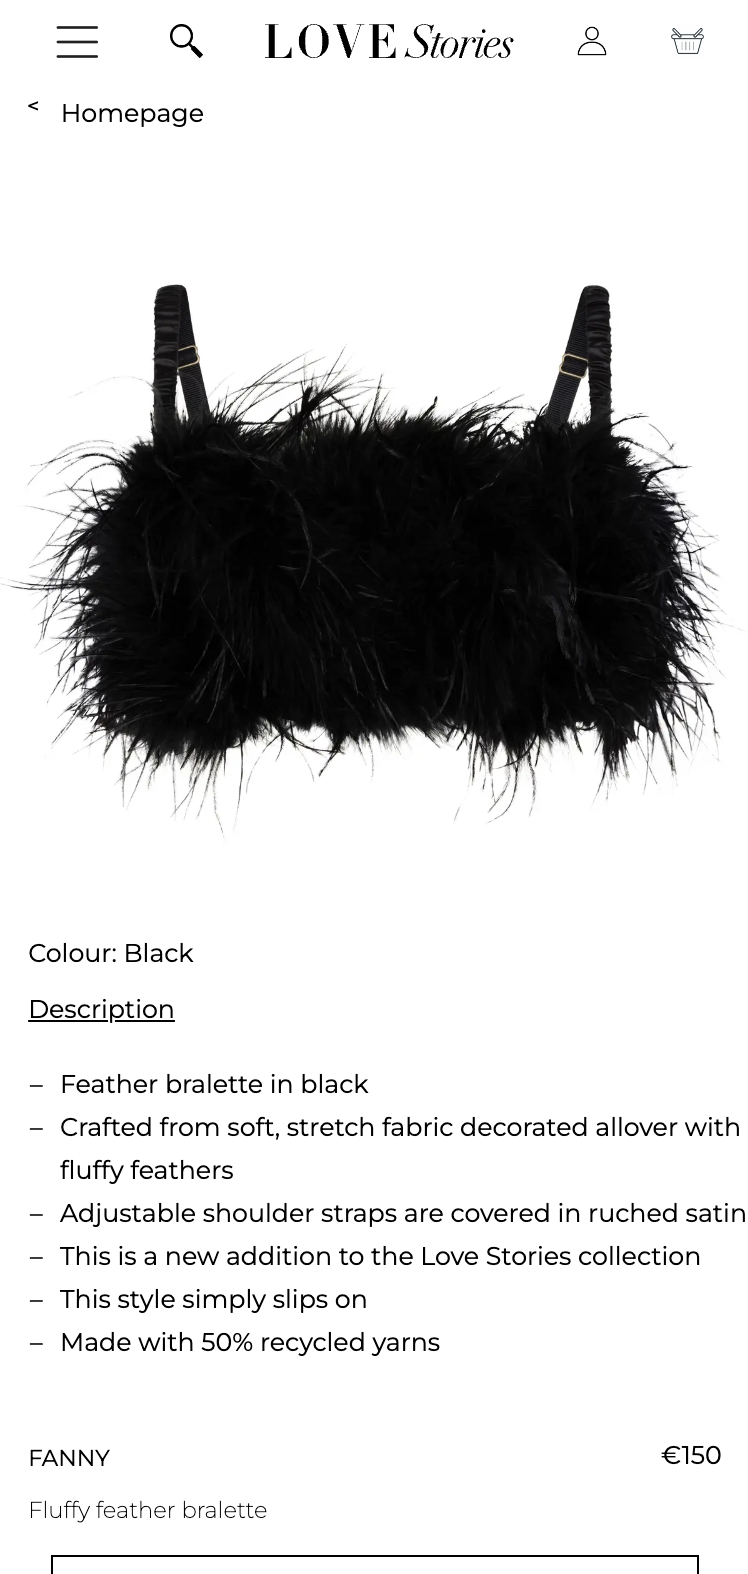 LOVE Stories
< Homepage
Colour: Black
Description
– Feather bralette in black
– Crafted from soft, stretch fabric decorated allover with
fluffy feathers
– Adjustable shoulder straps are covered in ruched satin
– This is a new addition to the Love Stories collection
– This style simply slips on
– Made with 50% recycled yarns
FANNY €150
Fluffy feather bralette